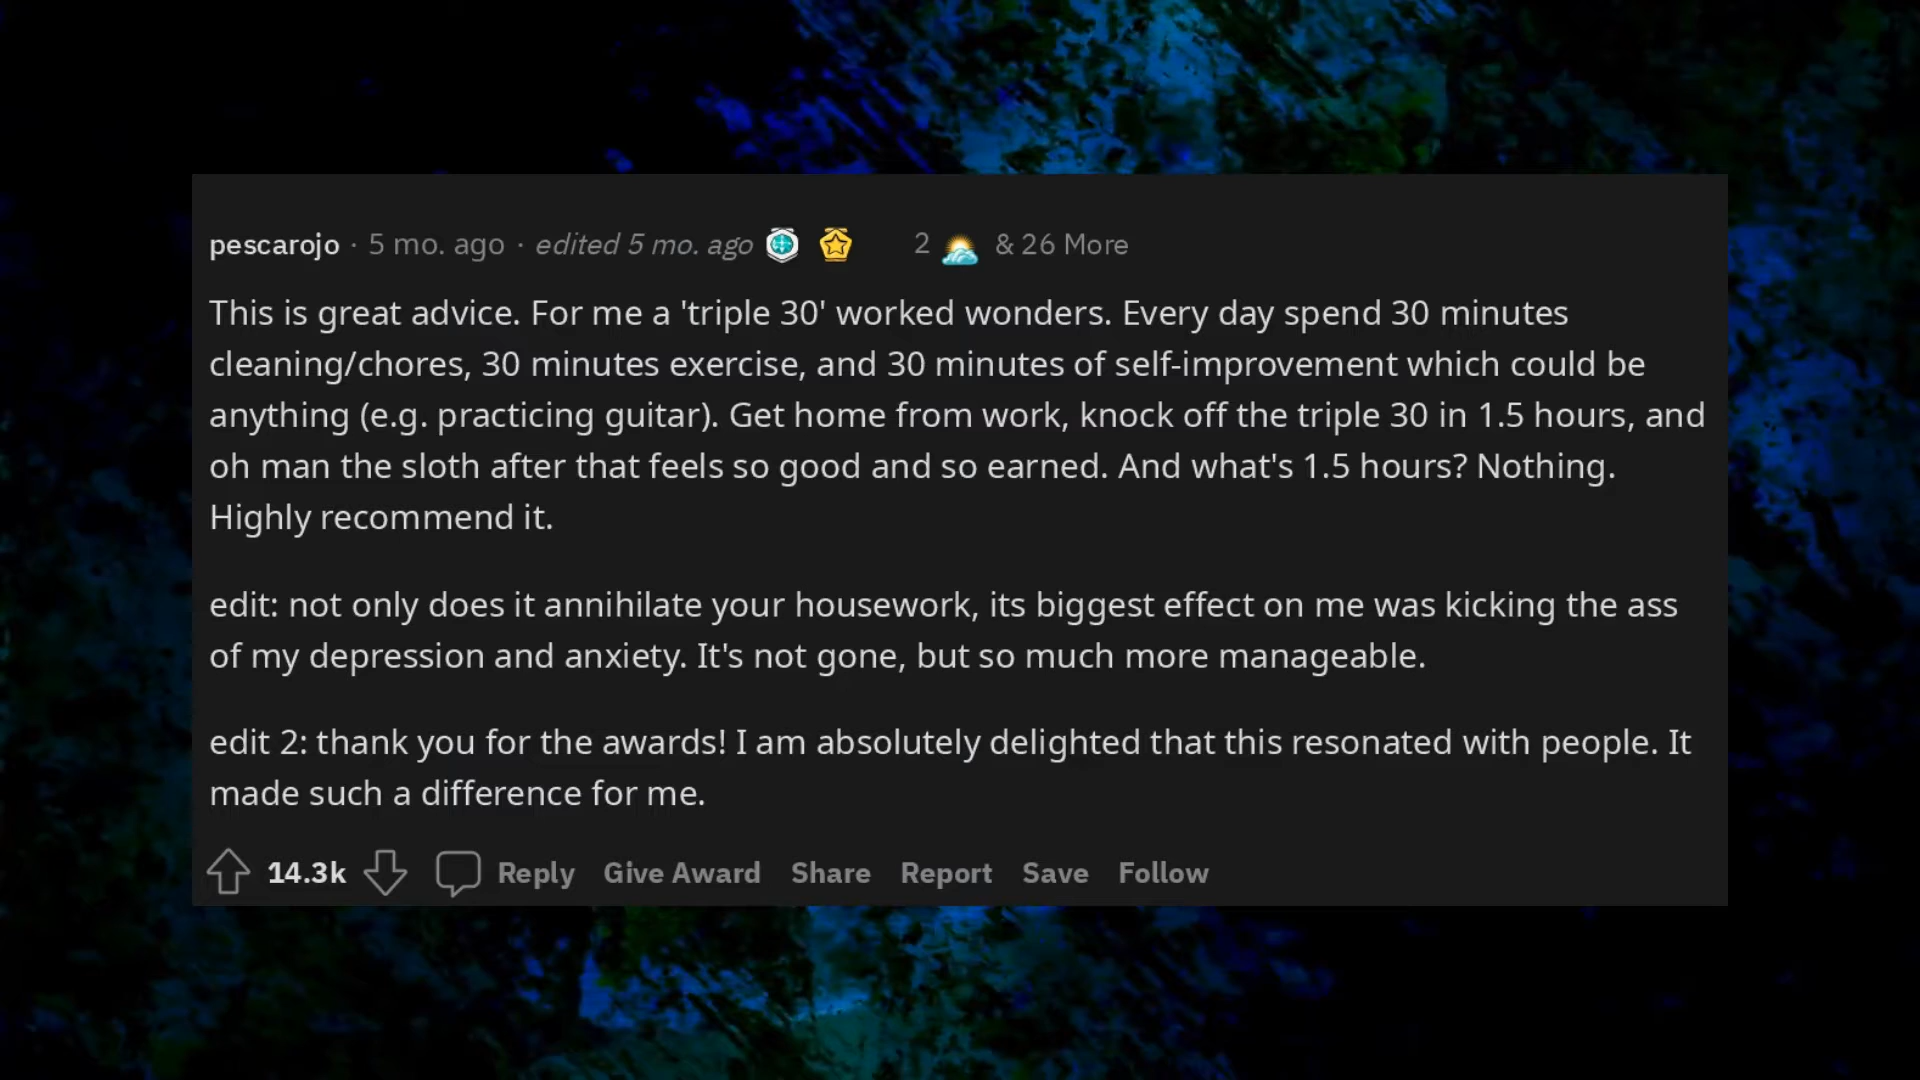 pescarojo · 5 mo. ago · edited 5 mo. ago 2 & 26 More
This is great advice. For me a 'triple 30' worked wonders. Every day spend 30 minutes
cleaning/chores, 30 minutes exercise, and 30 minutes of self-improvement which could be
anything (e.g. practicing guitar). Get home from work, knock off the triple 30 in 1.5 hours, and
oh man the sloth after that feels so good and so earned. And what's 1.5 hours? Nothing.
Highly recommend it.
edit: not only does it annihilate your housework, its biggest effect on me was kicking the ass
of my depression and anxiety. It's not gone, but so much more manageable.
edit 2: thank you for the awards! I am absolutely delighted that this resonated with people. It
made such a difference for me.
14.3k Reply Give Award Share Report Save Follow